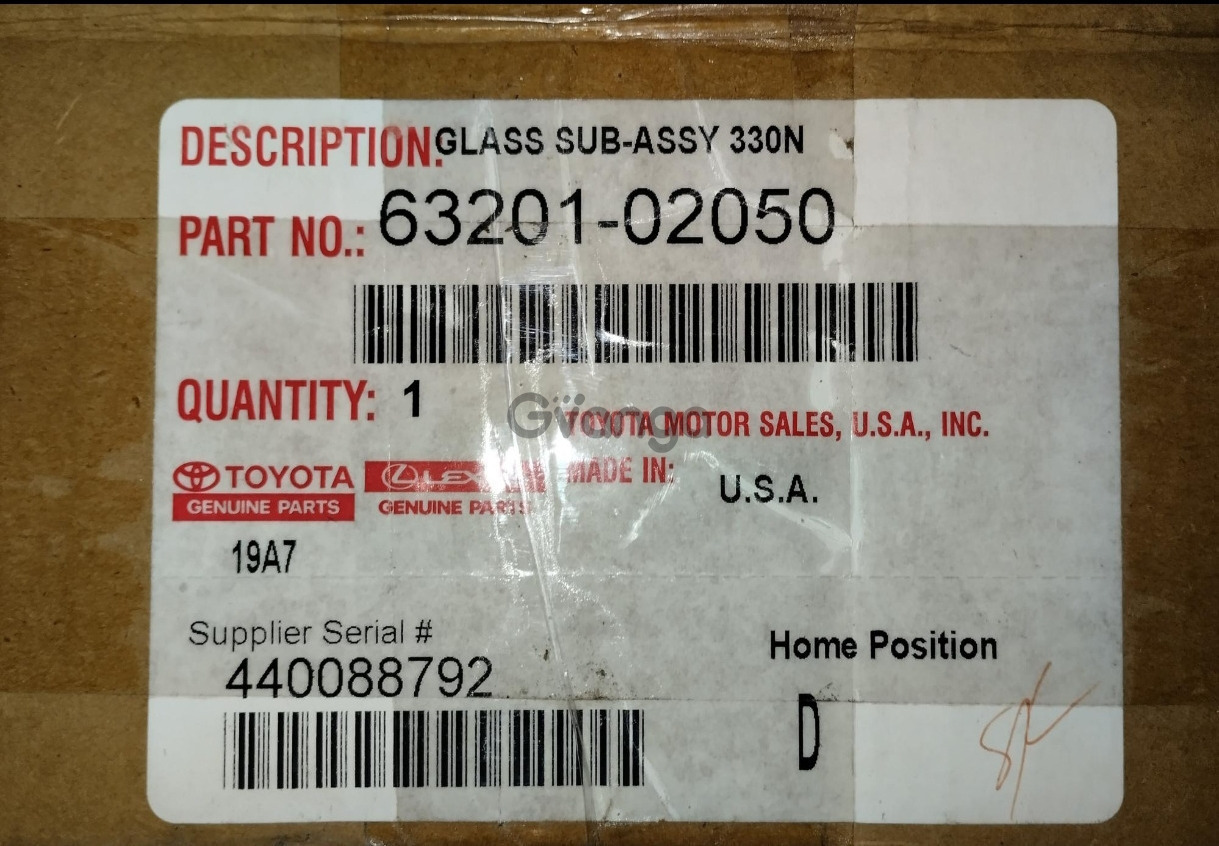 DESCRIPTION: GLASS SUB-ASSY 330N
PART NO.: 63201-02050
QUANTITY: 1
Gvanga
TOYOTA MOTOR SALES, U.S.A., INC.
MADE IN: U.S.A.
TOYOTA
GENUINE PARTS
GENUINE PARTS
19A7
Supplier Serial #
440088792
Home Position
D